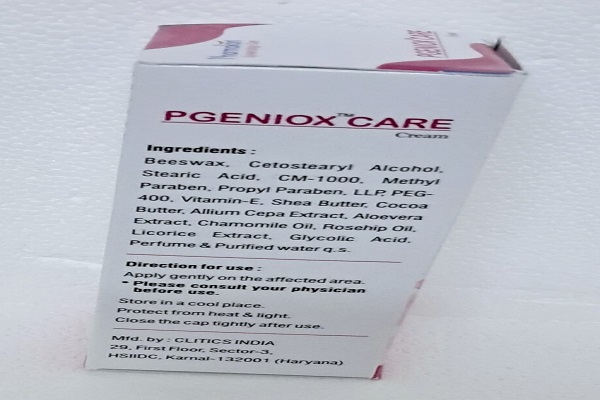 PGENIOX™CARE
Cream
Ingredients :
Beeswax, Cetostearyl Alcohol,
Stearic Acid, CM-1000, Methyl
Paraben, Propyl Paraben, LLP, PEG-
400, Vitamin-E, Shea Butter, Cocoa
Butter, Allium Cepa Extract, Aloevera
Extract, Chamomile Oil, Rosehip Oil,
Licorice Extract, Glycolic Acid,
Perfume & Purified water q.s.
Direction for use :
Apply gently on the affected area.
* Please consult your physician
before use.
Store in a cool place.
Protect from heat & light.
Close the cap tightly after use.
Mfd. by : CLITICS INDIA
29, First Floor, Sector-3,
HSIIDC, Karnal-132001 (Haryana)